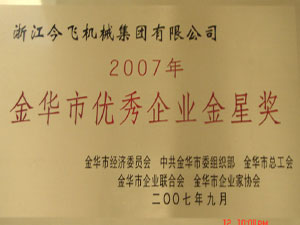 浙江今飞机械集团有限公司
2007年
金华市优秀企业金星奖
金华市经济委员会 中共金华市委组织部 金华市总工会
金华市企业联合会 金华市企业家协会
二〇〇七年九月